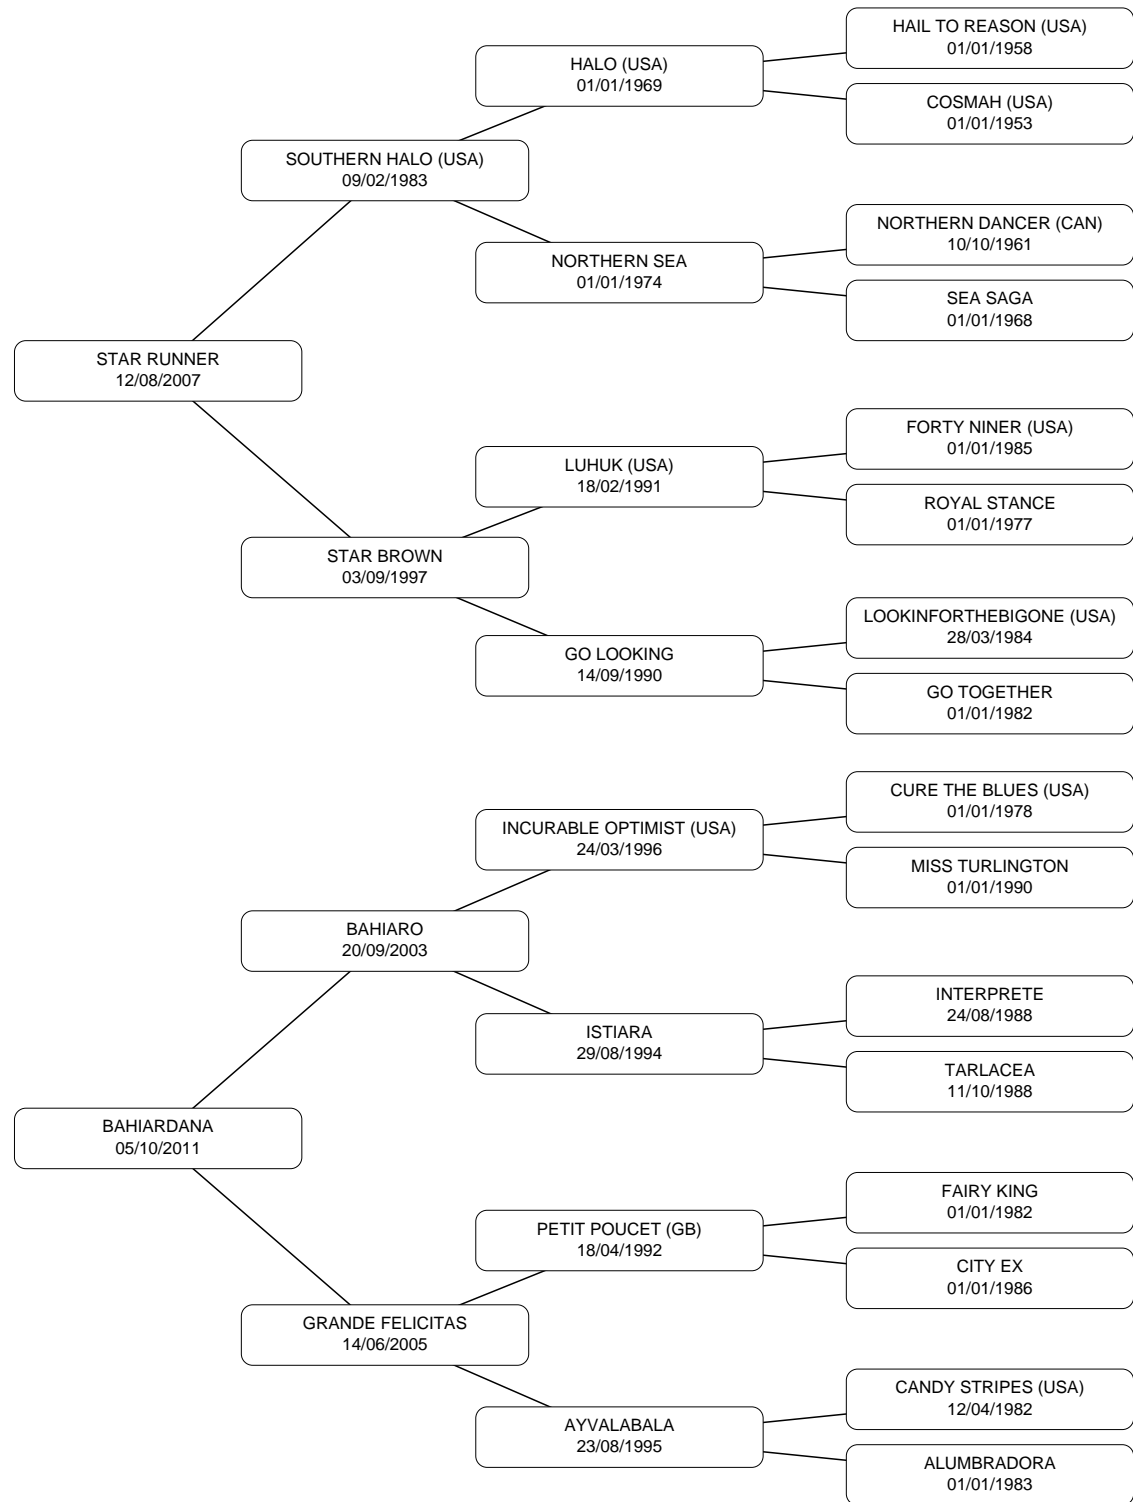 HAIL TO REASON (USA)
01/01/1958
HALO (USA)
01/01/1969
COSMAH (USA)
01/01/1953
SOUTHERN HALO (USA)
09/02/1983
NORTHERN DANCER (CAN)
10/10/1961
NORTHERN SEA
01/01/1974
SEA SAGA
01/01/1968
STAR RUNNER
12/08/2007
FORTY NINER (USA)
01/01/1985
LUHUK (USA)
18/02/1991
ROYAL STANCE
01/01/1977
STAR BROWN
03/09/1997
LOOKINFORTHEBIGONE (USA)
28/03/1984
GO LOOKING
14/09/1990
GO TOGETHER
01/01/1982
CURE THE BLUES (USA)
01/01/1978
INCURABLE OPTIMIST (USA)
24/03/1996
MISS TURLINGTON
01/01/1990
BAHIARO
20/09/2003
INTERPRETE
24/08/1988
ISTIARA
29/08/1994
TARLACEA
11/10/1988
BAHIARDANA
05/10/2011
FAIRY KING
01/01/1982
PETIT POUCET (GB)
18/04/1992
CITY EX
01/01/1986
GRANDE FELICITAS
14/06/2005
CANDY STRIPES (USA)
12/04/1982
AYVALABALA
23/08/1995
ALUMBRADORA
01/01/1983